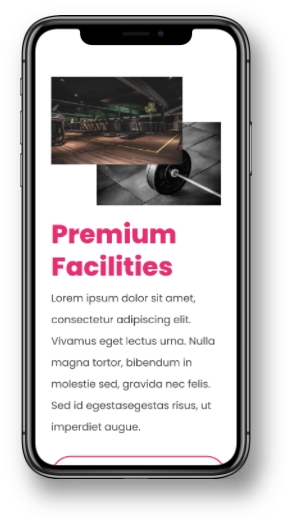 Premium
Facilities
Lorem ipsum dolor sit amet,
consectetur adipiscing elit.
Vivamus eget lectus urna. Nulla
magna tortor, bibendum in
molestie sed, gravida nec felis.
Sed id egestasegestas risus, ut
imperdiet augue.